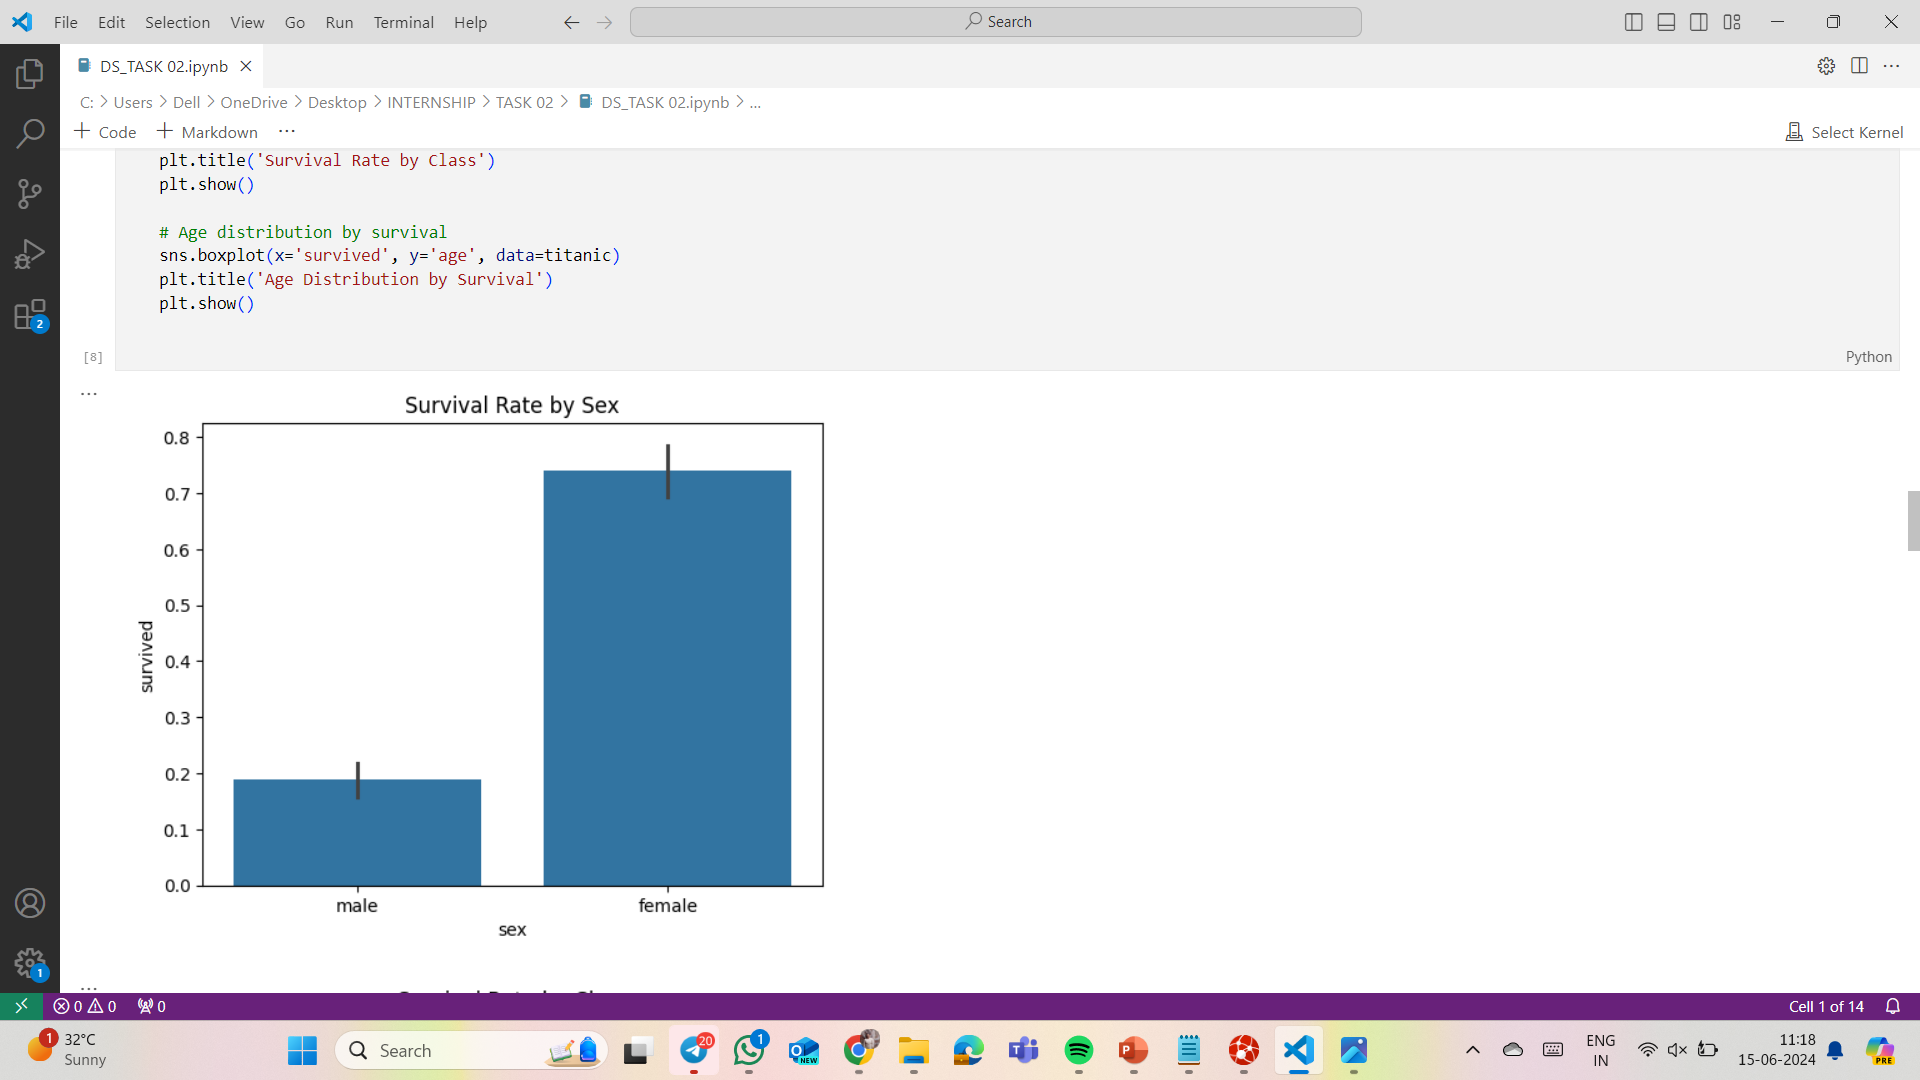 File Edit Selection View Go Run Terminal Help
Search
DS_TASK 02.ipynb
C: > Users > Dell > OneDrive > Desktop > INTERNSHIP > TASK 02 > DS_TASK 02.ipynb > ...
+ Code + Markdown ...
Select Kernel
plt.title('Survival Rate by Class')
plt.show()
# Age distribution by survival
sns.boxplot(x='survived', y='age', data=titanic)
plt.title('Age Distribution by Survival')
plt.show()
[8]
Python
...
Survival Rate by Sex
0.8
0.7
0.6
0.5
0.4
0.3
0.2
0.1
0.0
survived
male female
sex
...
2
1
0 0 0
Cell 1 of 14
1
32°C
Sunny
Search
20
1
NEW
ENG
IN
11:18
15-06-2024
PRE